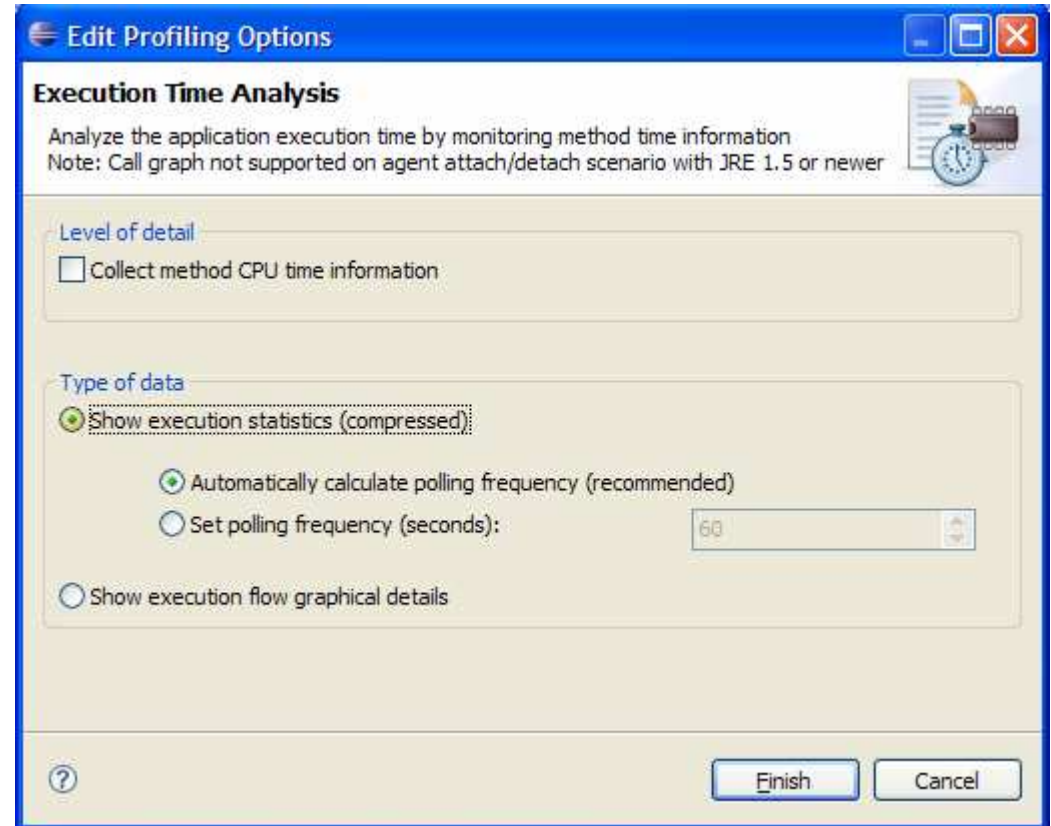 Edit Profiling Options
Execution Time Analysis
Analyze the application execution time by monitoring method time information
Note: Call graph not supported on agent attach/detach scenario with JRE 1.5 or newer
Level of detail
Collect method CPU time information
Type of data
Show execution statistics (compressed)
Automatically calculate polling frequency (recommended)
Set polling frequency (seconds): 60
Show execution flow graphical details
? Finish Cancel